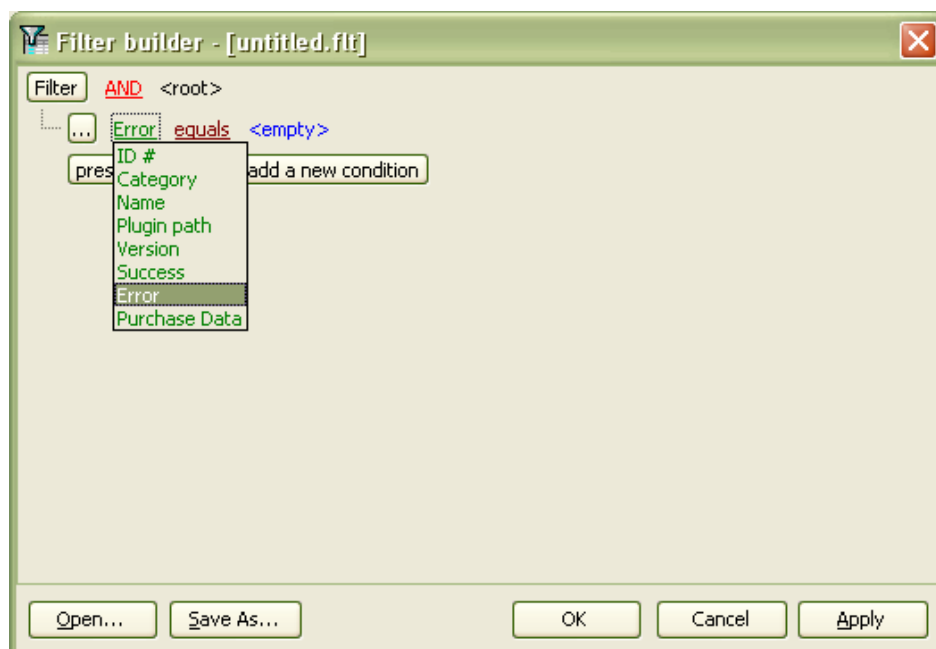 Filter builder - [untitled.flt]
Filter AND <root>
... Error equals <empty>
pres add a new condition
ID #
Category
Name
Plugin path
Version
Success
Error
Purchase Data
Open... Save As... OK Cancel Apply